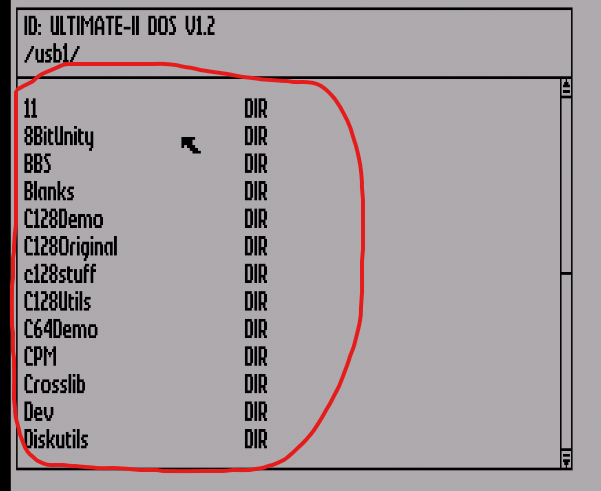 ID: ULTIMATE-II DOS V1.2
/usb1/
11 DIR
8BitUnity DIR
BBS DIR
Blanks DIR
C128Demo DIR
C128Original DIR
c128stuff DIR
C128Utils DIR
C64Demo DIR
CPM DIR
Crosslib DIR
Dev DIR
Diskutils DIR